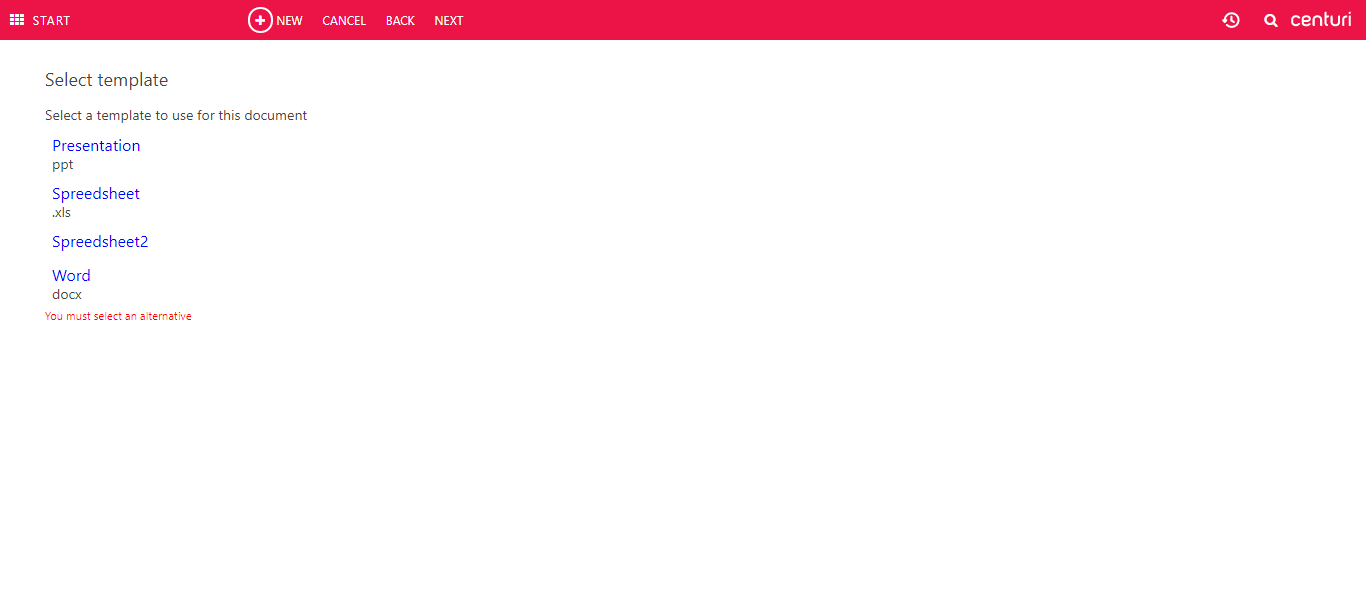 START
NEW CANCEL BACK NEXT
centuri
Select template
Select a template to use for this document
Presentation
ppt
Spreedsheet
.xls
Spreedsheet2
Word
docx
You must select an alternative